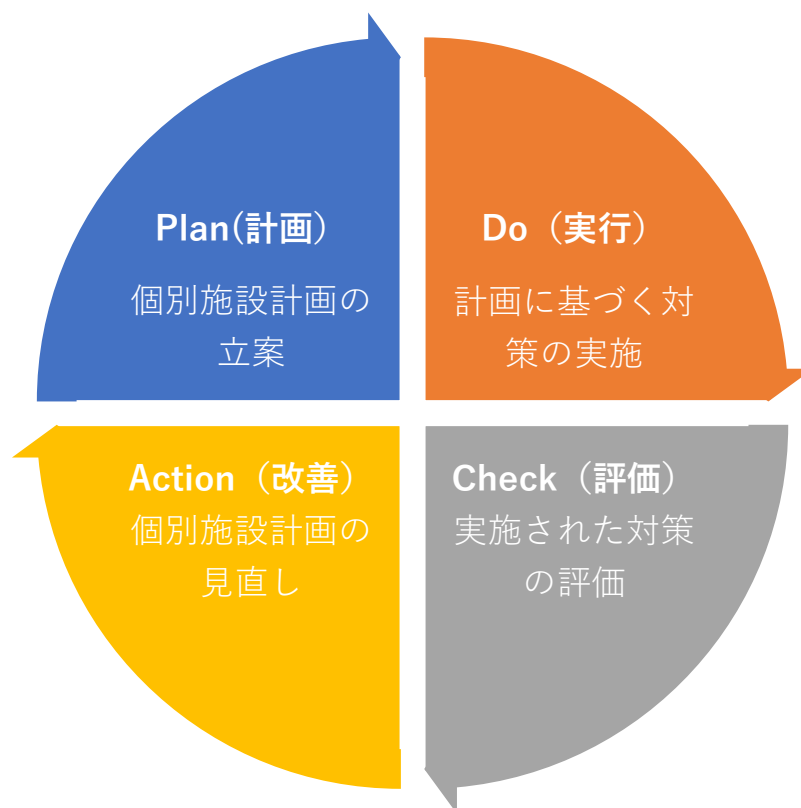 Plan(計画)
個別施設計画の
立案
Do（実行）
計画に基づく対
策の実施
Action（改善）
個別施設計画の
見直し
Check（評価）
実施された対策
の評価